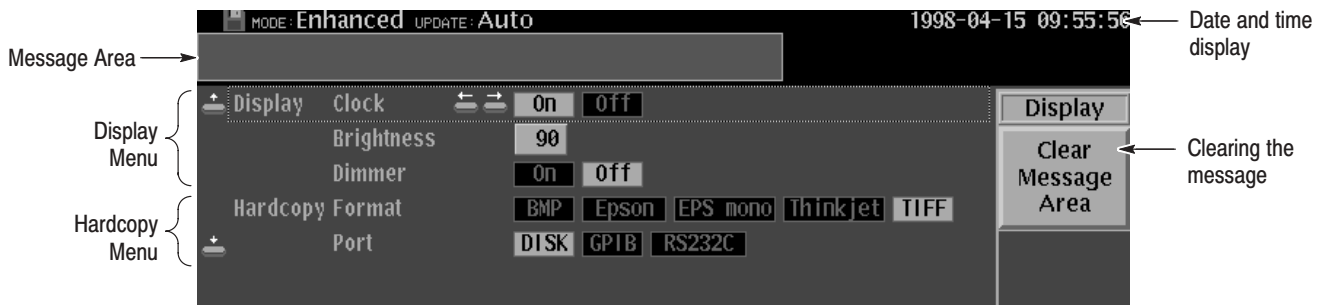 MODE: Enhanced UPDATE: Auto 1998-04-15 09:55:56
Date and time
display
Message Area
Display
Menu
Display Clock On Off
Brightness 90
Dimmer On Off
Hardcopy
Menu
Hardcopy Format BMP Epson EPS mono Thinkjet TIFF
Port DISK GPIB RS232C
Display
Clear
Message
Area
Clearing the
message